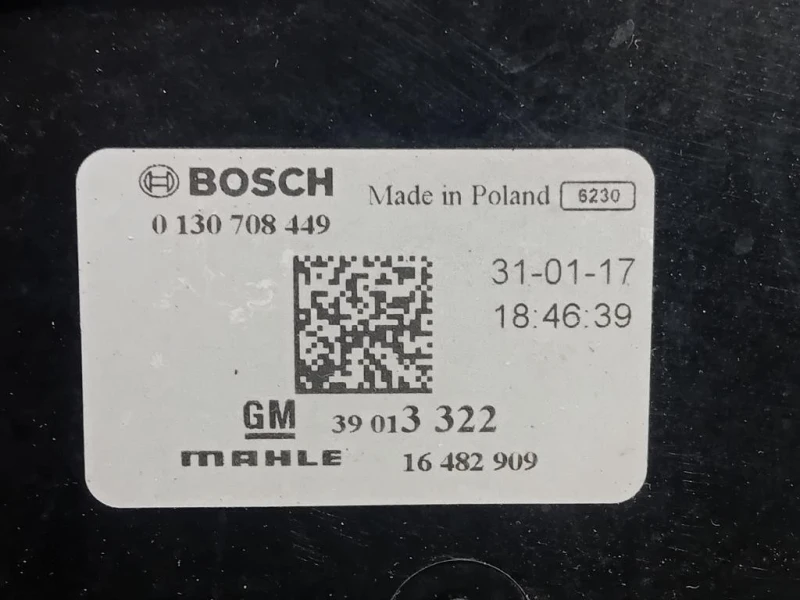 BOSCH Made in Poland 6230
0 130 708 449
31-01-17
18:46:39
GM 39 013 322
MAHLE 16 482 909